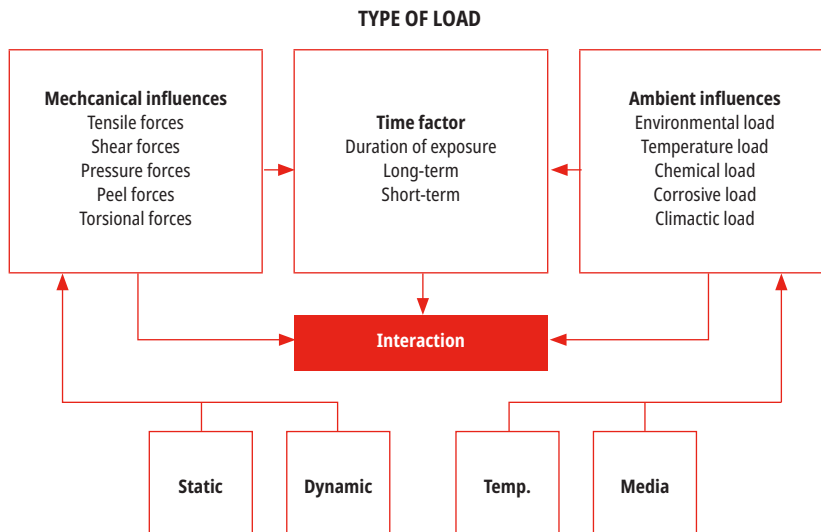 TYPE OF LOAD
Mechcanical influences
Tensile forces
Shear forces
Pressure forces
Peel forces
Torsional forces
Time factor
Duration of exposure
Long-term
Short-term
Ambient influences
Environmental load
Temperature load
Chemical load
Corrosive load
Climactic load
Interaction
Static
Dynamic
Temp.
Media